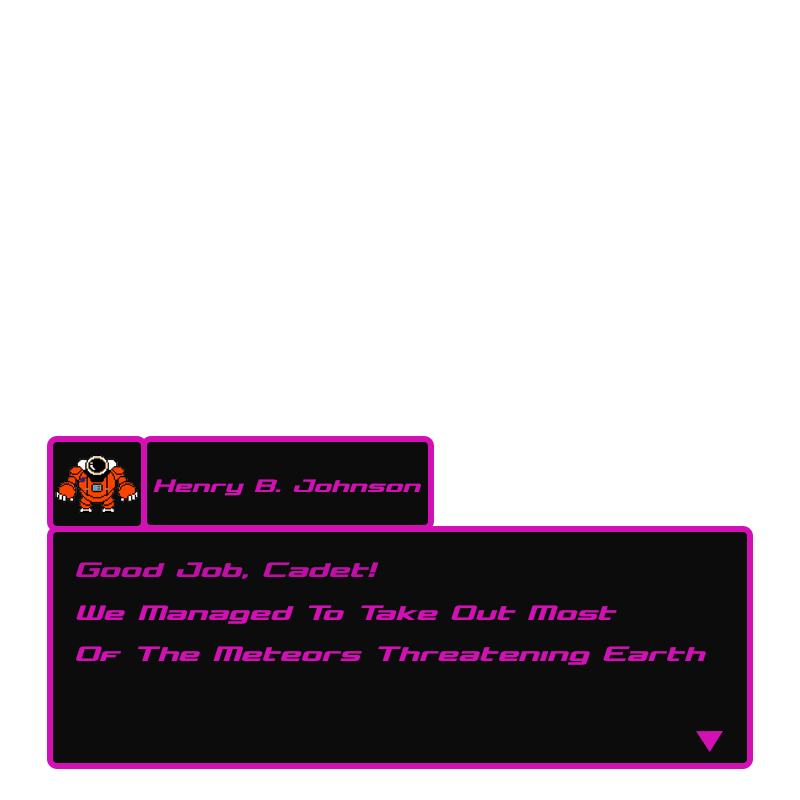 Henry B. Johnson
Good Job, Cadet!
We Managed To Take Out Most
Of The Meteors Threatening Earth